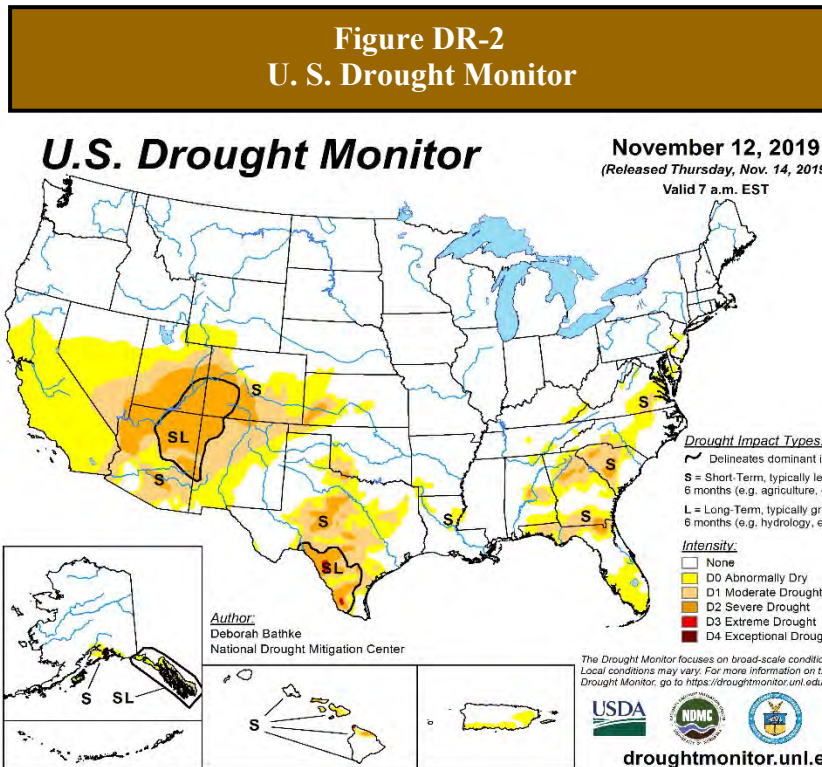 Figure DR-2
U. S. Drought Monitor
U.S. Drought Monitor
November 12, 2019
(Released Thursday, Nov. 14, 2019
Valid 7 a.m. EST
S
SL
S
S
SL
S
S
S
S
Drought Impact Types:
Delineates dominant i
S = Short-Term, typically le
6 months (e.g. agriculture,
L = Long-Term, typically gr
6 months (e.g. hydrology, e
Intensity:
None
D0 Abnormally Dry
D1 Moderate Drought
D2 Severe Drought
D3 Extreme Drought
D4 Exceptional Droug
Author:
Deborah Bathke
National Drought Mitigation Center
S
SL
S
The Drought Monitor focuses on broad-scale conditio
Local conditions may vary. For more information on t
Drought Monitor, go to https://droughtmonitor.unl.edu
USDA
NDMC
droughtmonitor.unl.e